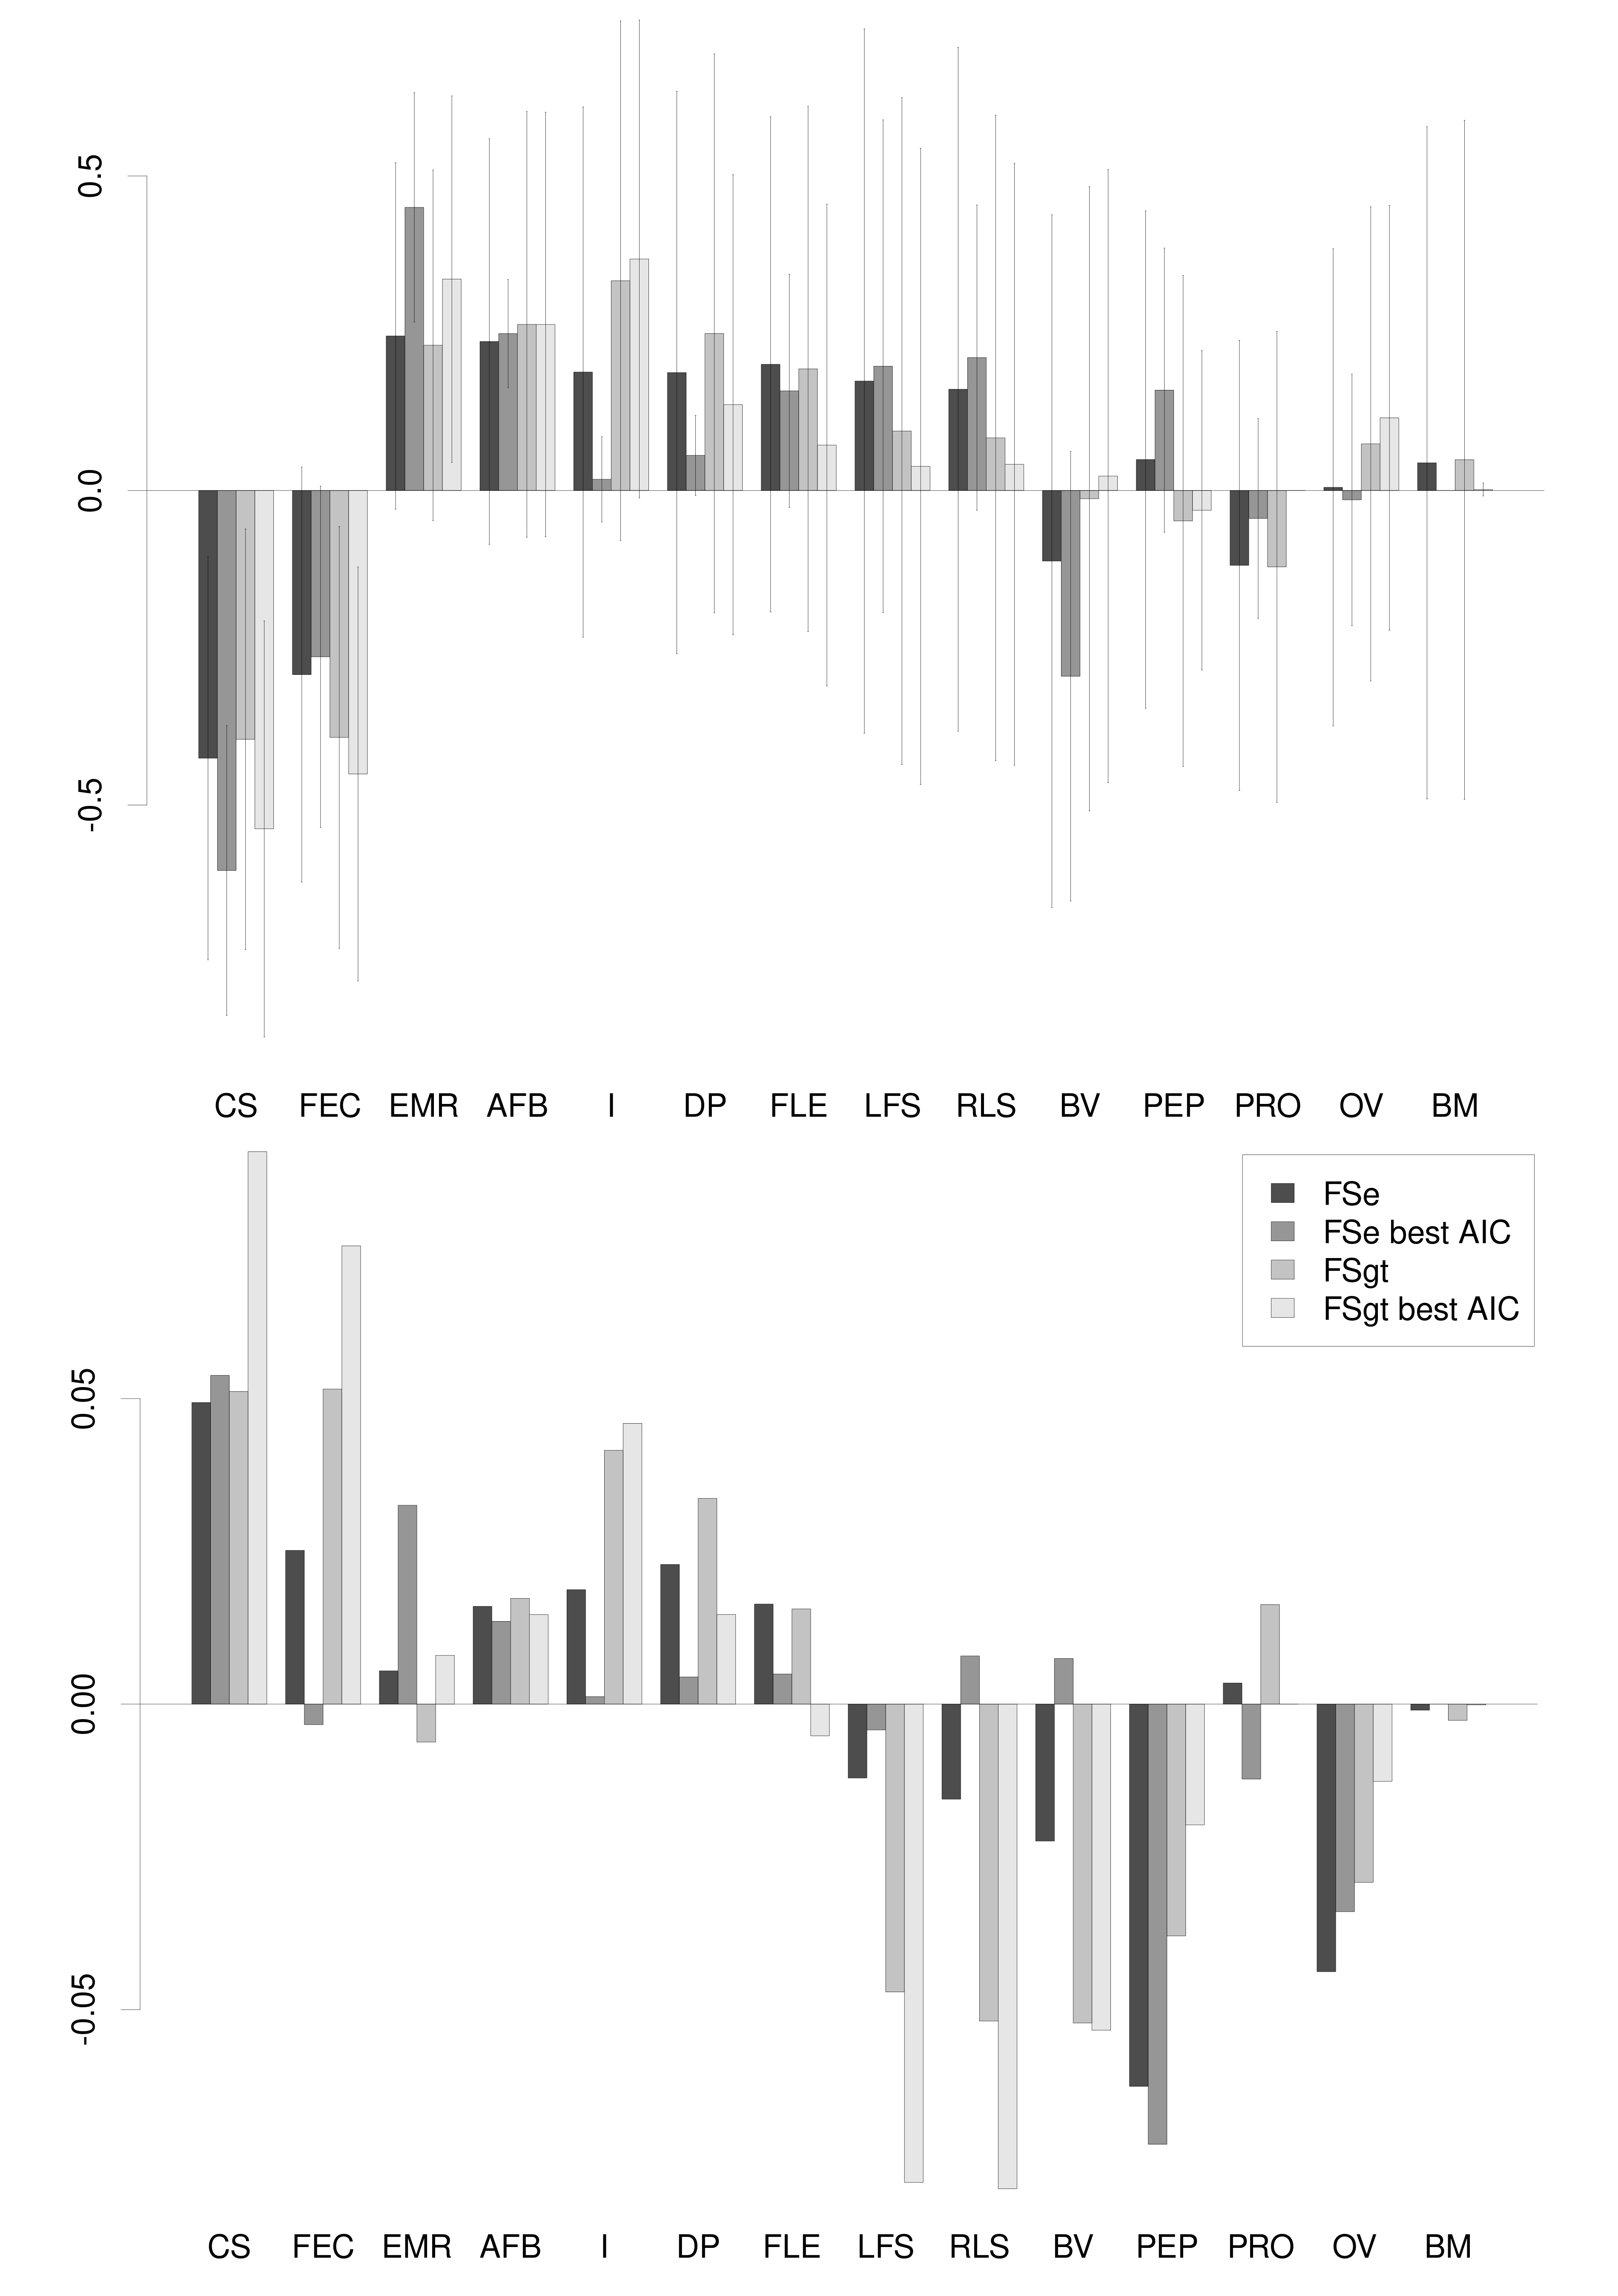 0.5
0.0
-0.5
CS FEC EMR AFB I DP FLE LFS RLS BV PEP PRO OV BM
FSe
FSe best AIC
FSgt
FSgt best AIC
0.05
0.00
-0.05
CS FEC EMR AFB I DP FLE LFS RLS BV PEP PRO OV BM